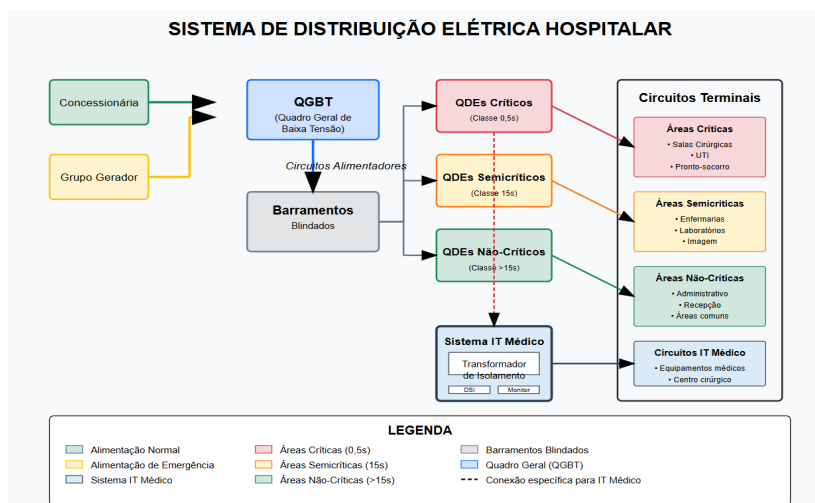 SISTEMA DE DISTRIBUIÇÃO ELÉTRICA HOSPITALAR
Concessionária
Grupo Gerador
QGBT
(Quadro Geral de
Baixa Tensão)
Circuitos Alimentadores
Barramentos
Blindados
QDEs Críticos
(Classe 0,5s)
QDEs Semicríticos
(Classe 15s)
QDEs Não-Críticos
(Classe >15s)
Sistema IT Médico
Transformador
de Isolamento
DSI
Monitor
Circuitos Terminais
Áreas Críticas
• Salas Cirúrgicas
• UTI
• Pronto-socorro
Áreas Semicríticas
• Enfermarias
• Laboratórios
• Imagem
Áreas Não-Críticas
• Administrativo
• Recepção
• Áreas comuns
Circuitos IT Médico
• Equipamentos médicos
• Centro cirúrgico
LEGENDA
Alimentação Normal
Alimentação de Emergência
Sistema IT Médico
Áreas Críticas (0,5s)
Áreas Semicríticas (15s)
Áreas Não-Críticas (>15s)
Barramentos Blindados
Quadro Geral (QGBT)
Conexão específica para IT Médico